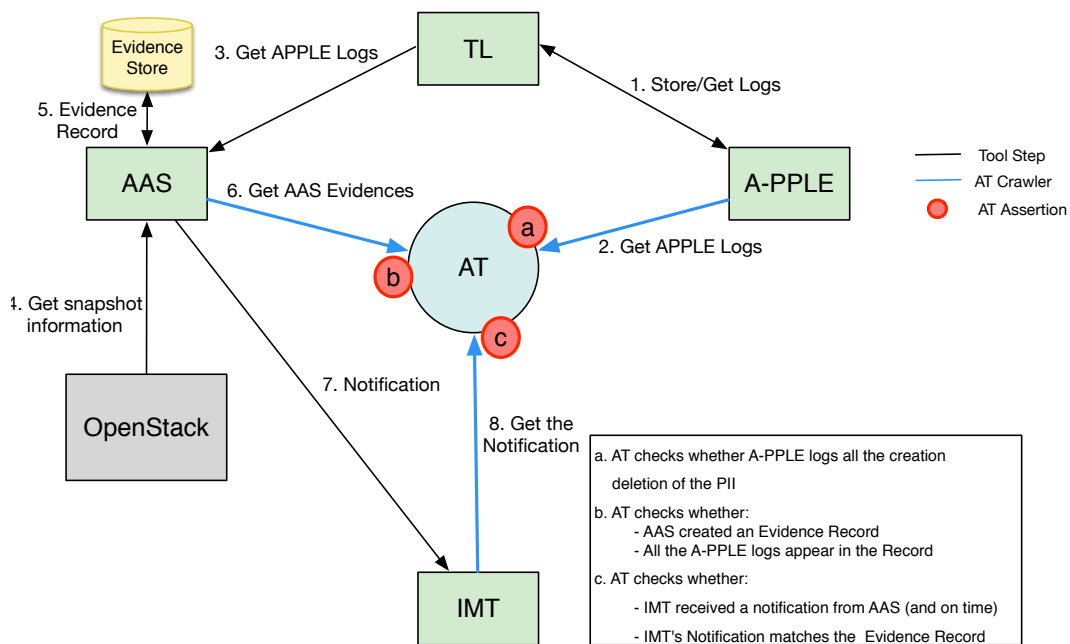 Evidence
Store
3. Get APPLE Logs
TL
1. Store/Get Logs
5. Evidence
Record
AAS
6. Get AAS Evidences
A-PPLE
Tool Step
AT Crawler
AT Assertion
a
2. Get APPLE Logs
AT
b
c
4. Get snapshot
information
7. Notification
OpenStack
8. Get the
Notification
IMT
a. AT checks whether A-PPLE logs all the creation
deletion of the PII
b. AT checks whether:
- AAS created an Evidence Record
- All the A-PPLE logs appear in the Record
c. AT checks whether:
- IMT received a notification from AAS (and on time)
- IMT's Notification matches the Evidence Record